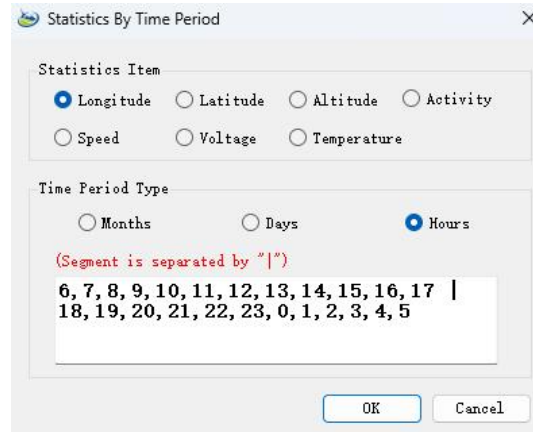 Statistics By Time Period
Statistics Item
Longitude Latitude Altitude Activity
Speed Voltage Temperature
Time Period Type
Months Days Hours
(Segment is separated by "|")
6, 7, 8, 9, 10, 11, 12, 13, 14, 15, 16, 17 |
18, 19, 20, 21, 22, 23, 0, 1, 2, 3, 4, 5
OK Cancel